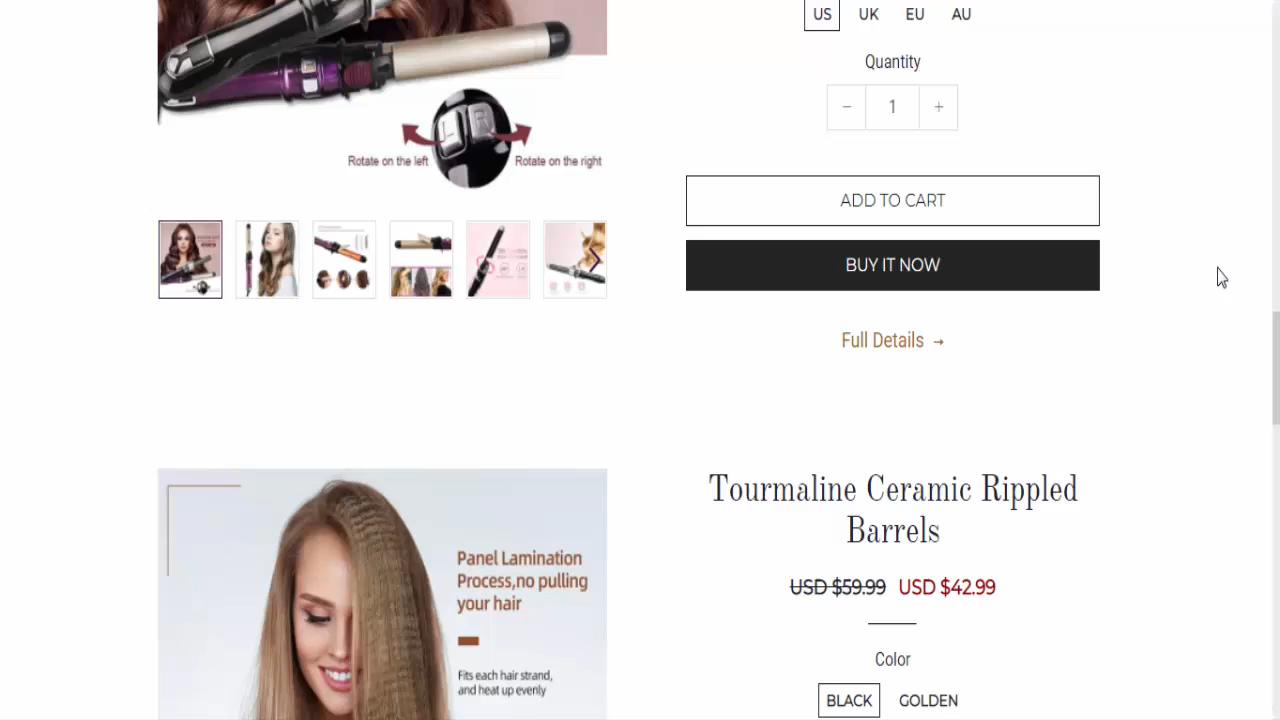 US UK EU AU
Quantity
− 1 +
Rotate on the left
L R
Rotate on the right
ADD TO CART
BUY IT NOW
Full Details →
Tourmaline Ceramic Rippled
Barrels
USD $59.99 USD $42.99
Panel Lamination
Process,no pulling
your hair
Fits each hair strand,
and heat up evenly
Color
BLACK GOLDEN